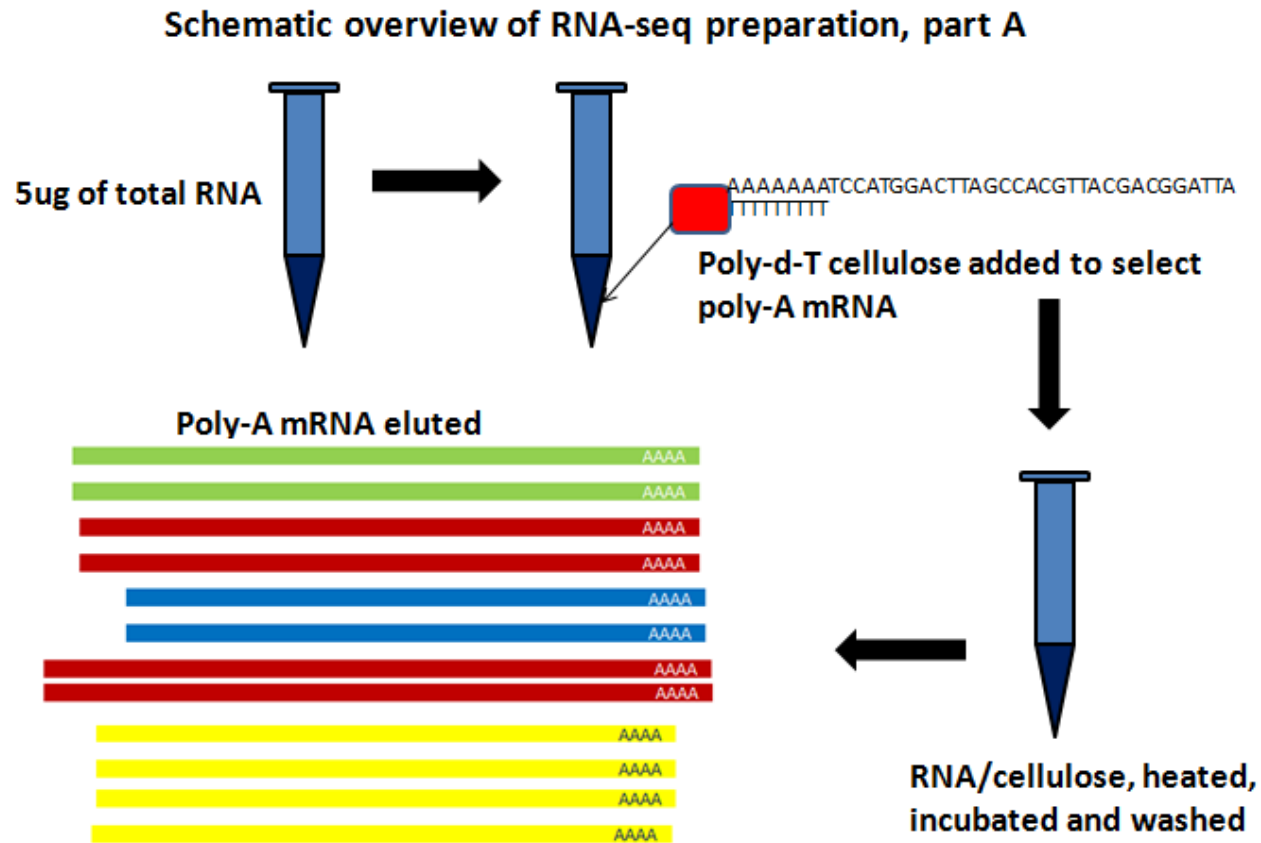 Schematic overview of RNA-seq preparation, part A
5ug of total RNA
AAAAAAATCCATGGACTTAGCCACGTTACGACGGATTA
TTTTTTTTT
Poly-d-T cellulose added to select
poly-A mRNA
Poly-A mRNA eluted
AAAA
AAAA
AAAA
AAAA
AAAA
AAAA
AAAA
AAAA
AAAA
AAAA
AAAA
AAAA
RNA/cellulose, heated,
incubated and washed